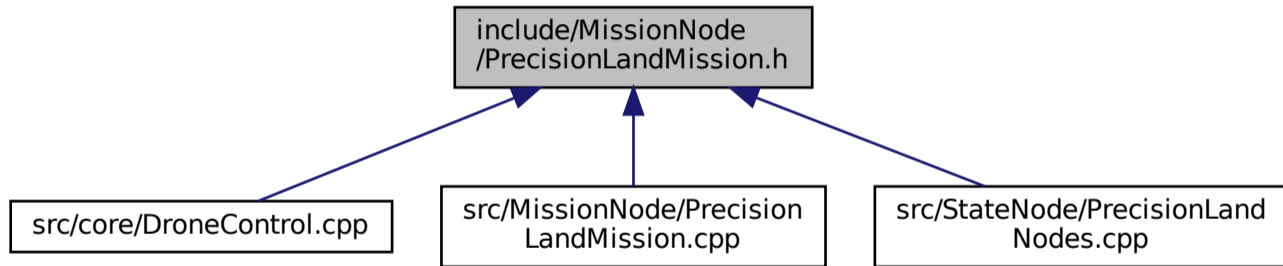 include/MissionNode
/PrecisionLandMission.h
src/core/DroneControl.cpp
src/MissionNode/Precision
LandMission.cpp
src/StateNode/PrecisionLand
Nodes.cpp